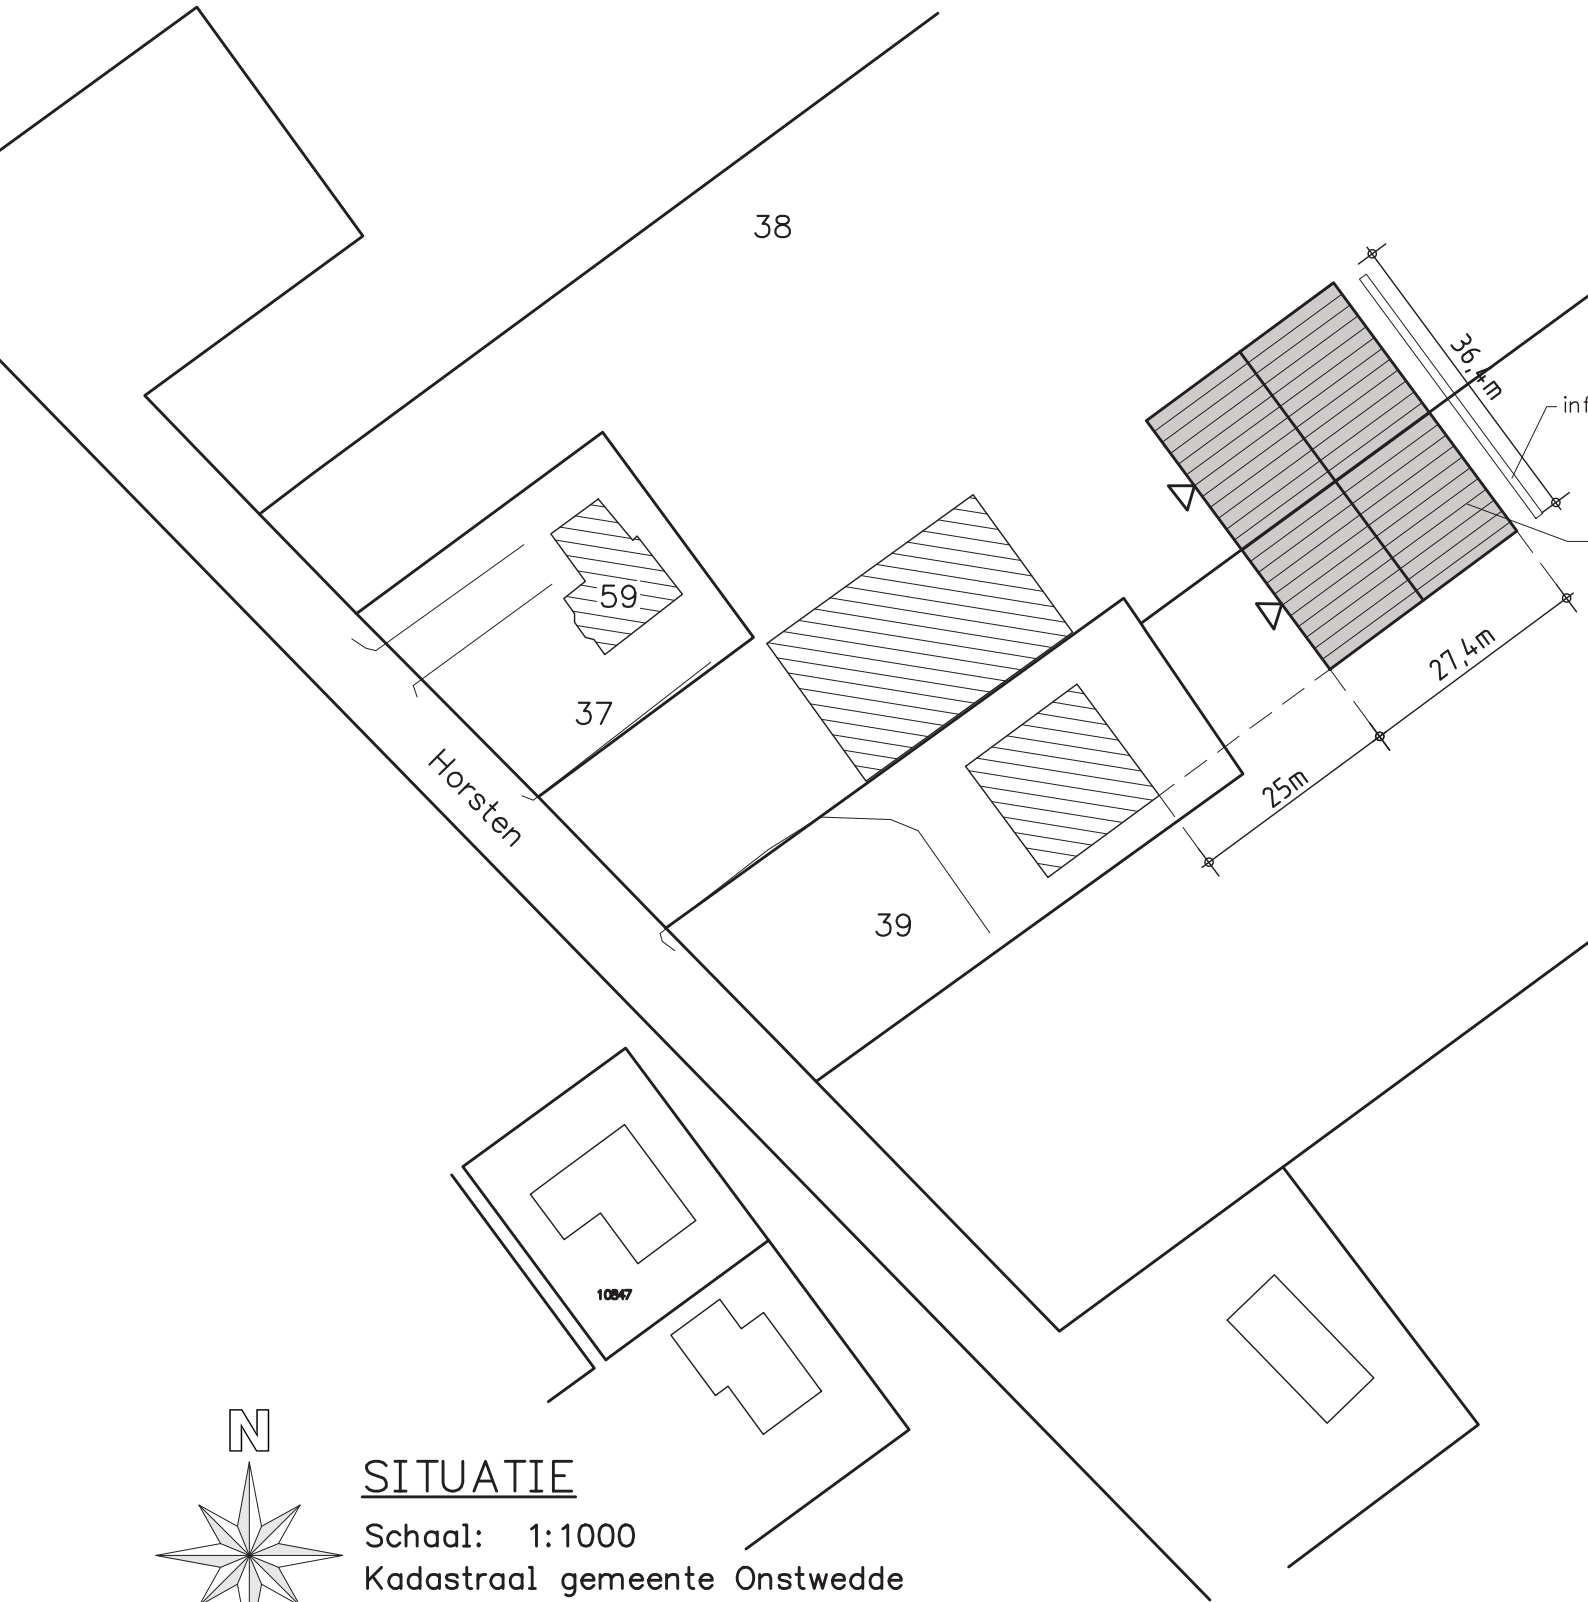 38
36,4m
inf
59
37
27,4m
25m
Horsten
39
10847
N
SITUATIE
Schaal: 1:1000
Kadastraal gemeente Onstwedde